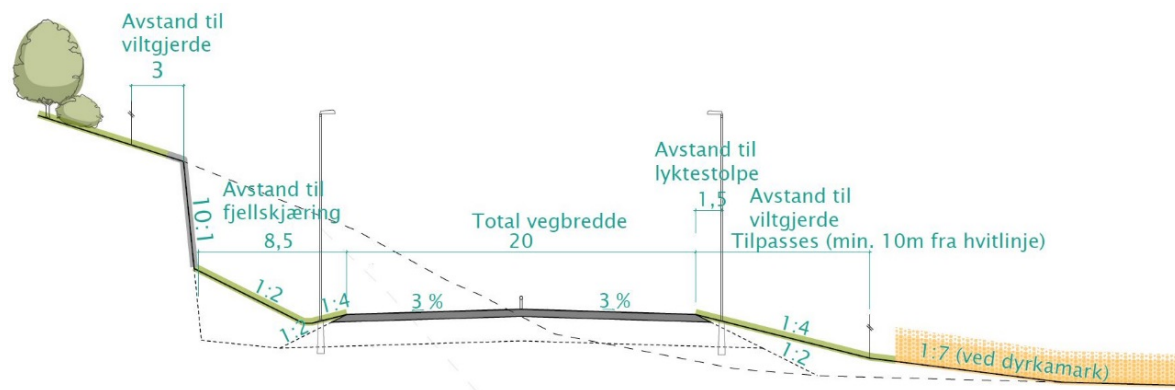 Avstand til
viltgjerde
3
Avstand til
fjellskjæring
8,5
10:1
Total vegbredde
20
Avstand til
lyktestolpe
1,5
Avstand til
viltgjerde
Tilpasses (min. 10m fra hvitlinje)
1:2
1:4
1:2
3 %
3 %
1:4
1:2
1:7 (ved dyrkamark)